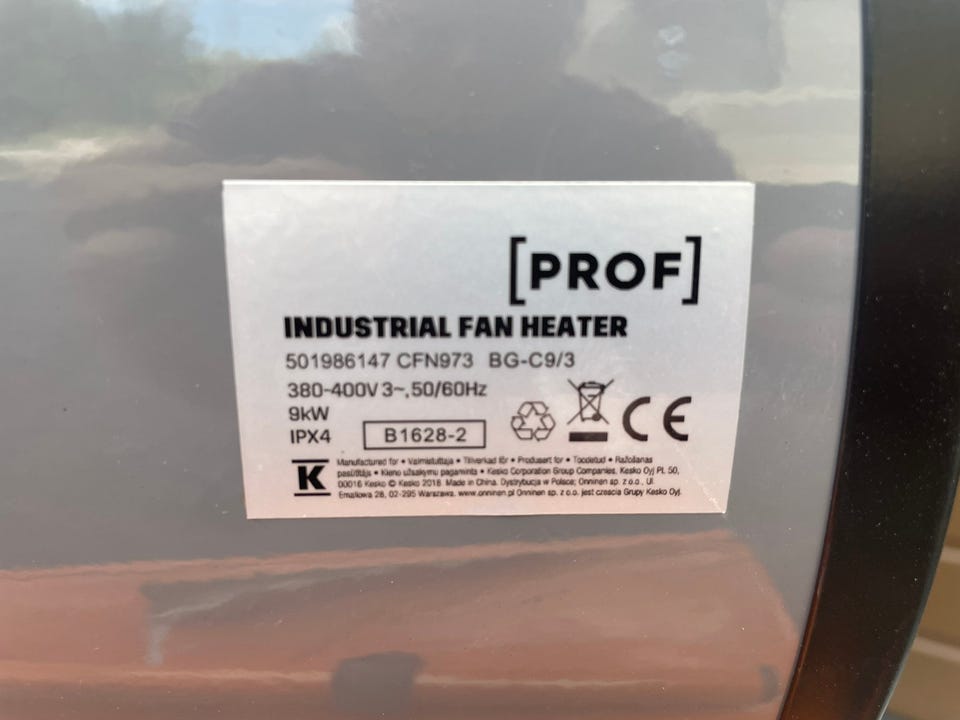 [PROF]
INDUSTRIAL FAN HEATER
501986147 CFN973 BG-C9/3
380-400V 3~, 50/60Hz
9kW
IPX4 B1628-2
CE
K
Manufactured for • Valmistuttaja • Tillverkad för • Produsert for • Toodetud • Ražošanas
pasūtītājs • Kieno užsakymu pagaminta • Kesko Corporation Group Companies, Kesko Oyj PL 50,
00016 Kesko © Kesko 2018. Made in China. Dystrybucja w Polsce; Onninen sp. z o.o., Ul.
Emaliowa 28, 02-295 Warszawa. www.onninen.pl Onninen sp. z o.o. jest czescia Grupy Kesko Oyj.